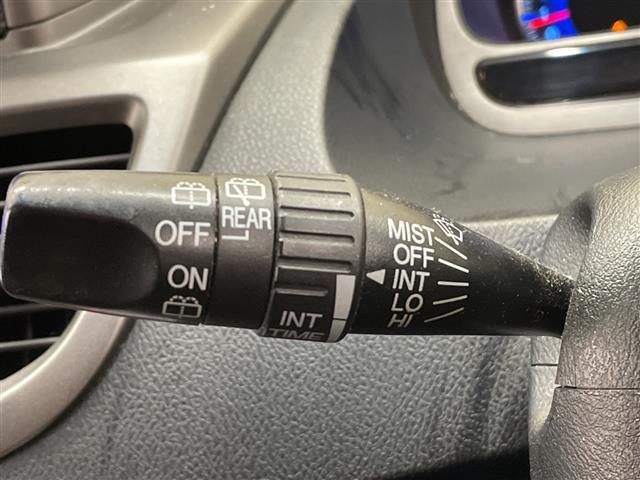 OFF
ON
REAR
INT
TIME
MIST
OFF
INT
LO
HI